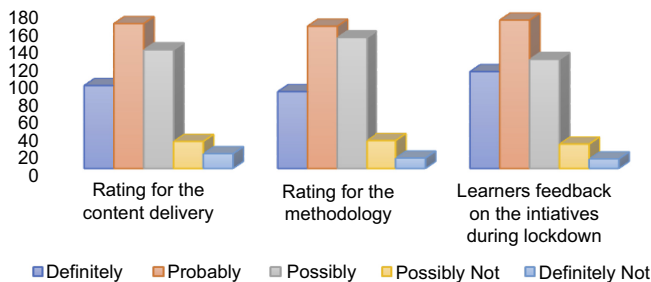 180
160
140
120
100
80
60
40
20
0
Rating for the
content delivery
Rating for the
methodology
Learners feedback
on the intiatives
during lockdown
Definitely
Probably
Possibly
Possibly Not
Definitely Not